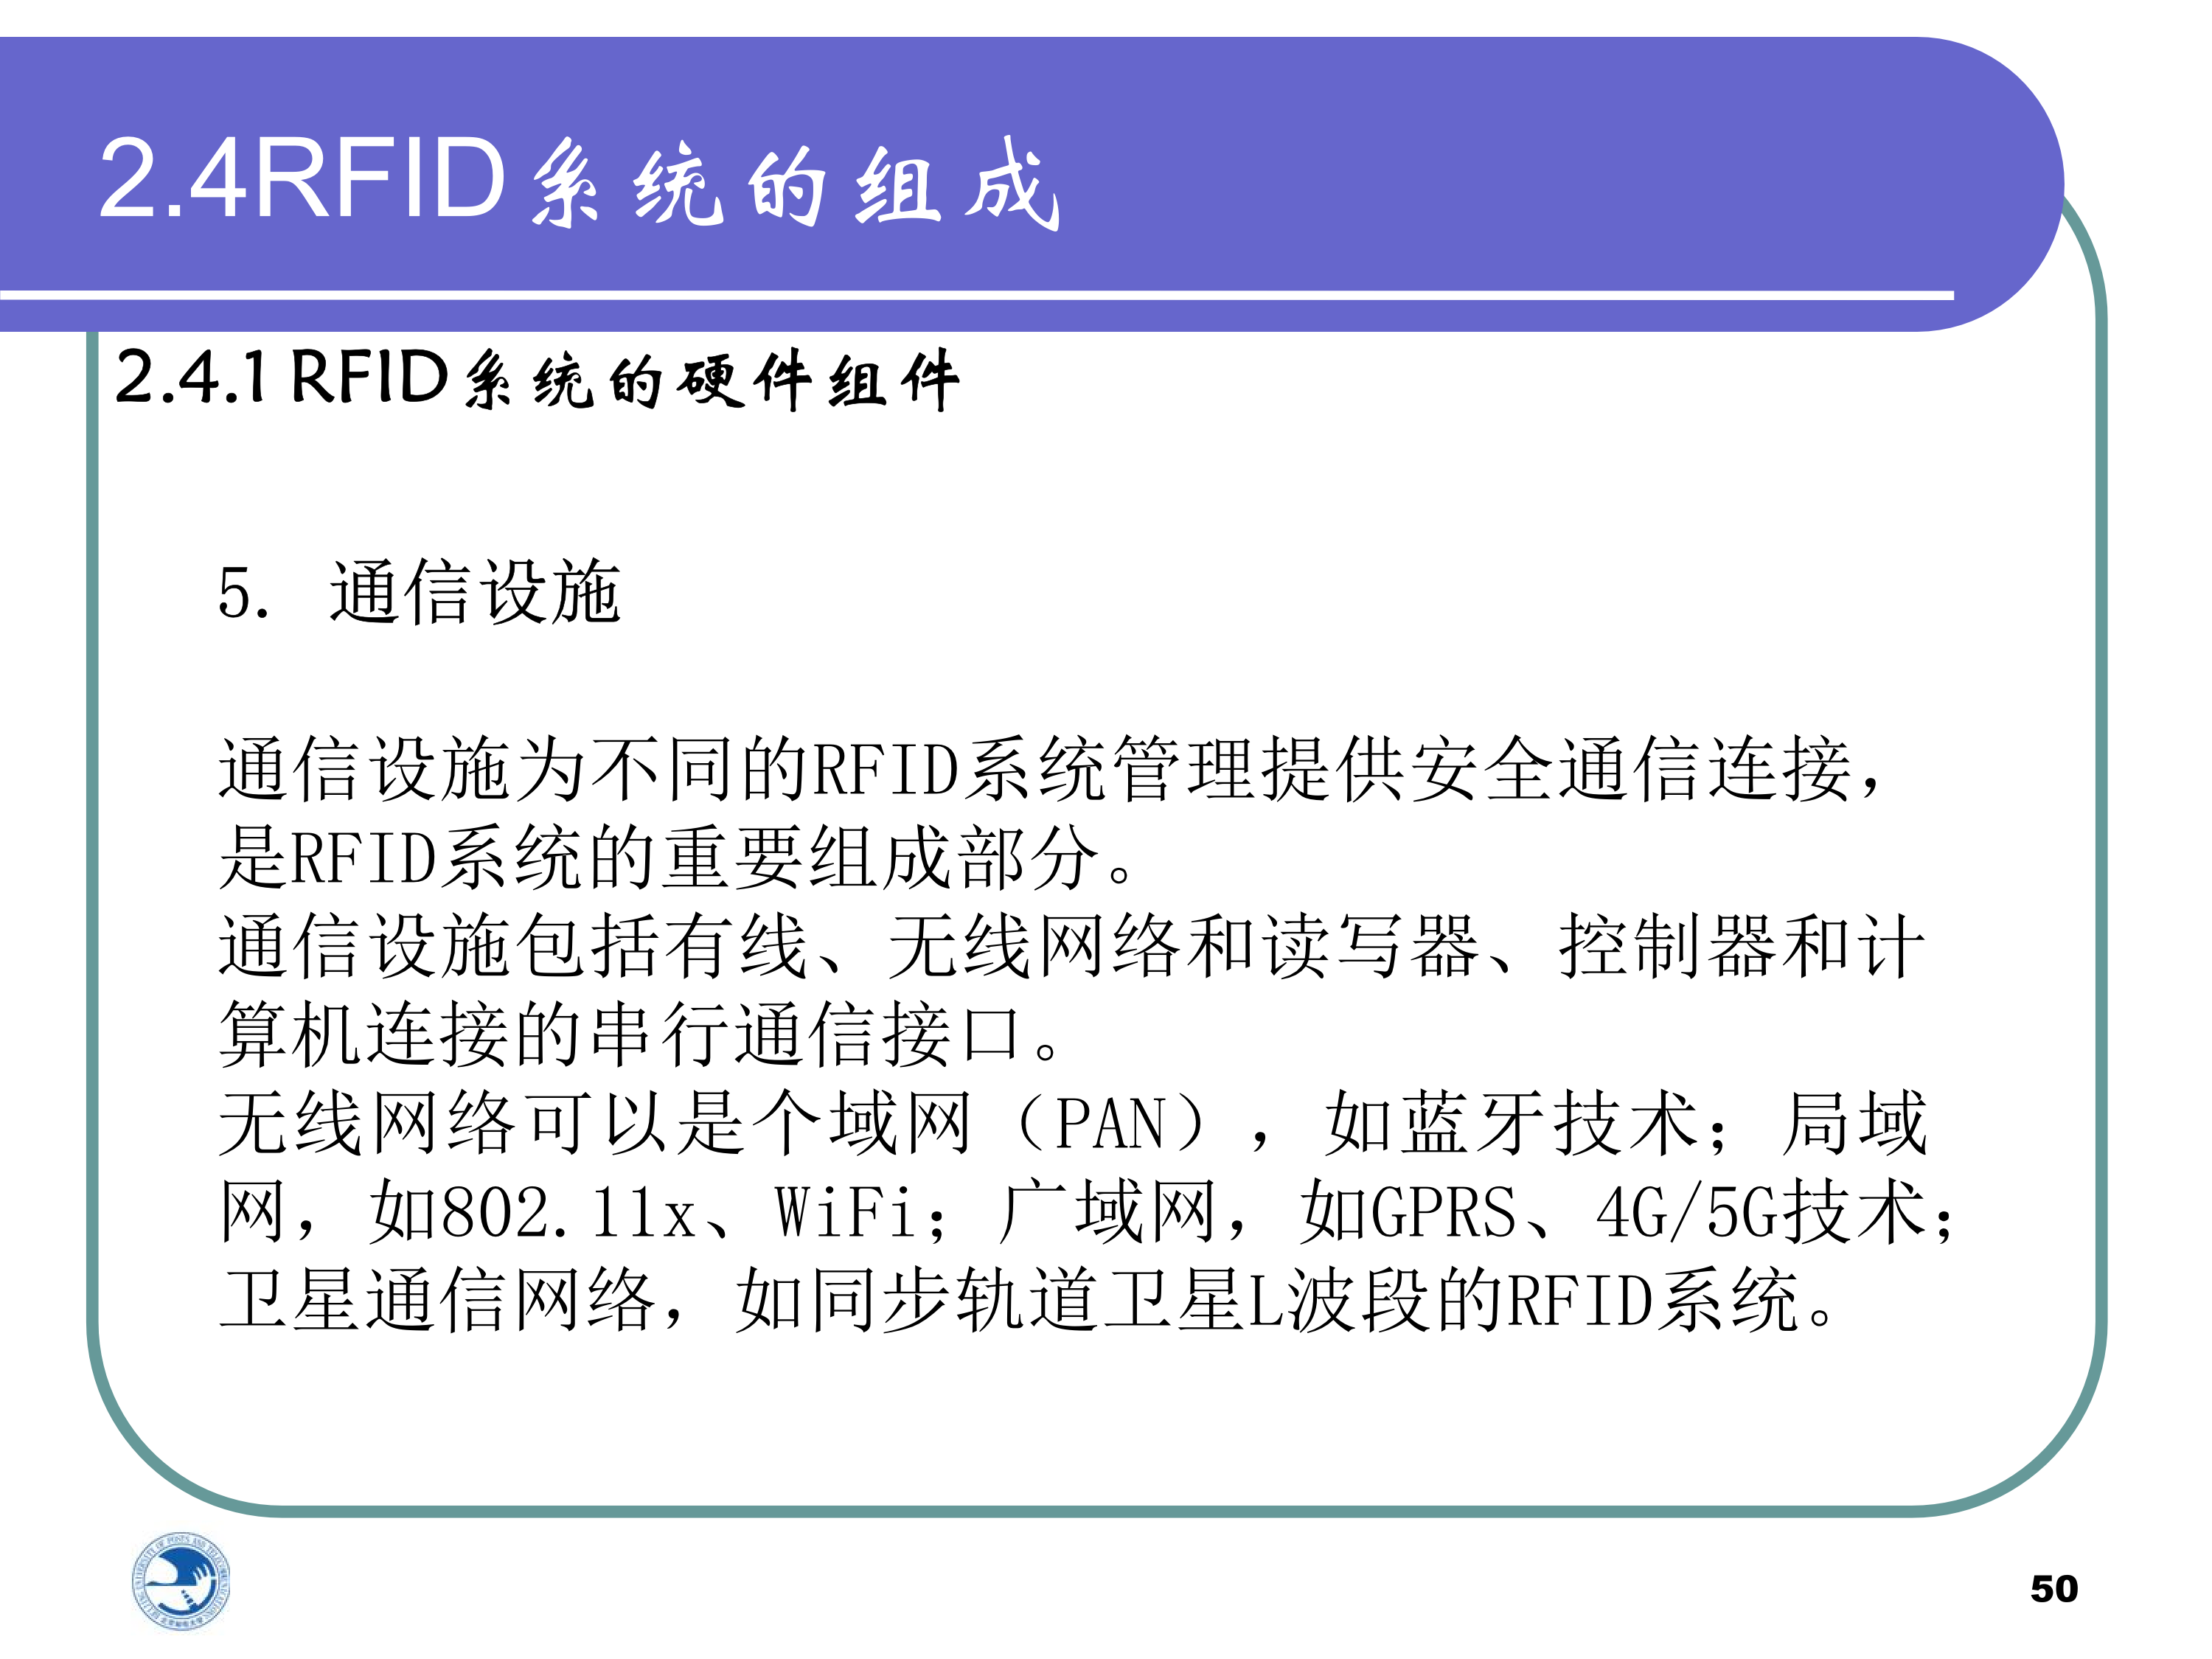 2.4RFID系统的组成
2.4.1 RFID系统的硬件组件
5. 通信设施
通信设施为不同的RFID系统管理提供安全通信连接，
是RFID系统的重要组成部分。
通信设施包括有线、无线网络和读写器、控制器和计
算机连接的串行通信接口。
无线网络可以是个域网（PAN），如蓝牙技术；局域
网，如802.11x、WiFi；广域网，如GPRS、4G/5G技术；
卫星通信网络，如同步轨道卫星L波段的RFID系统。
50